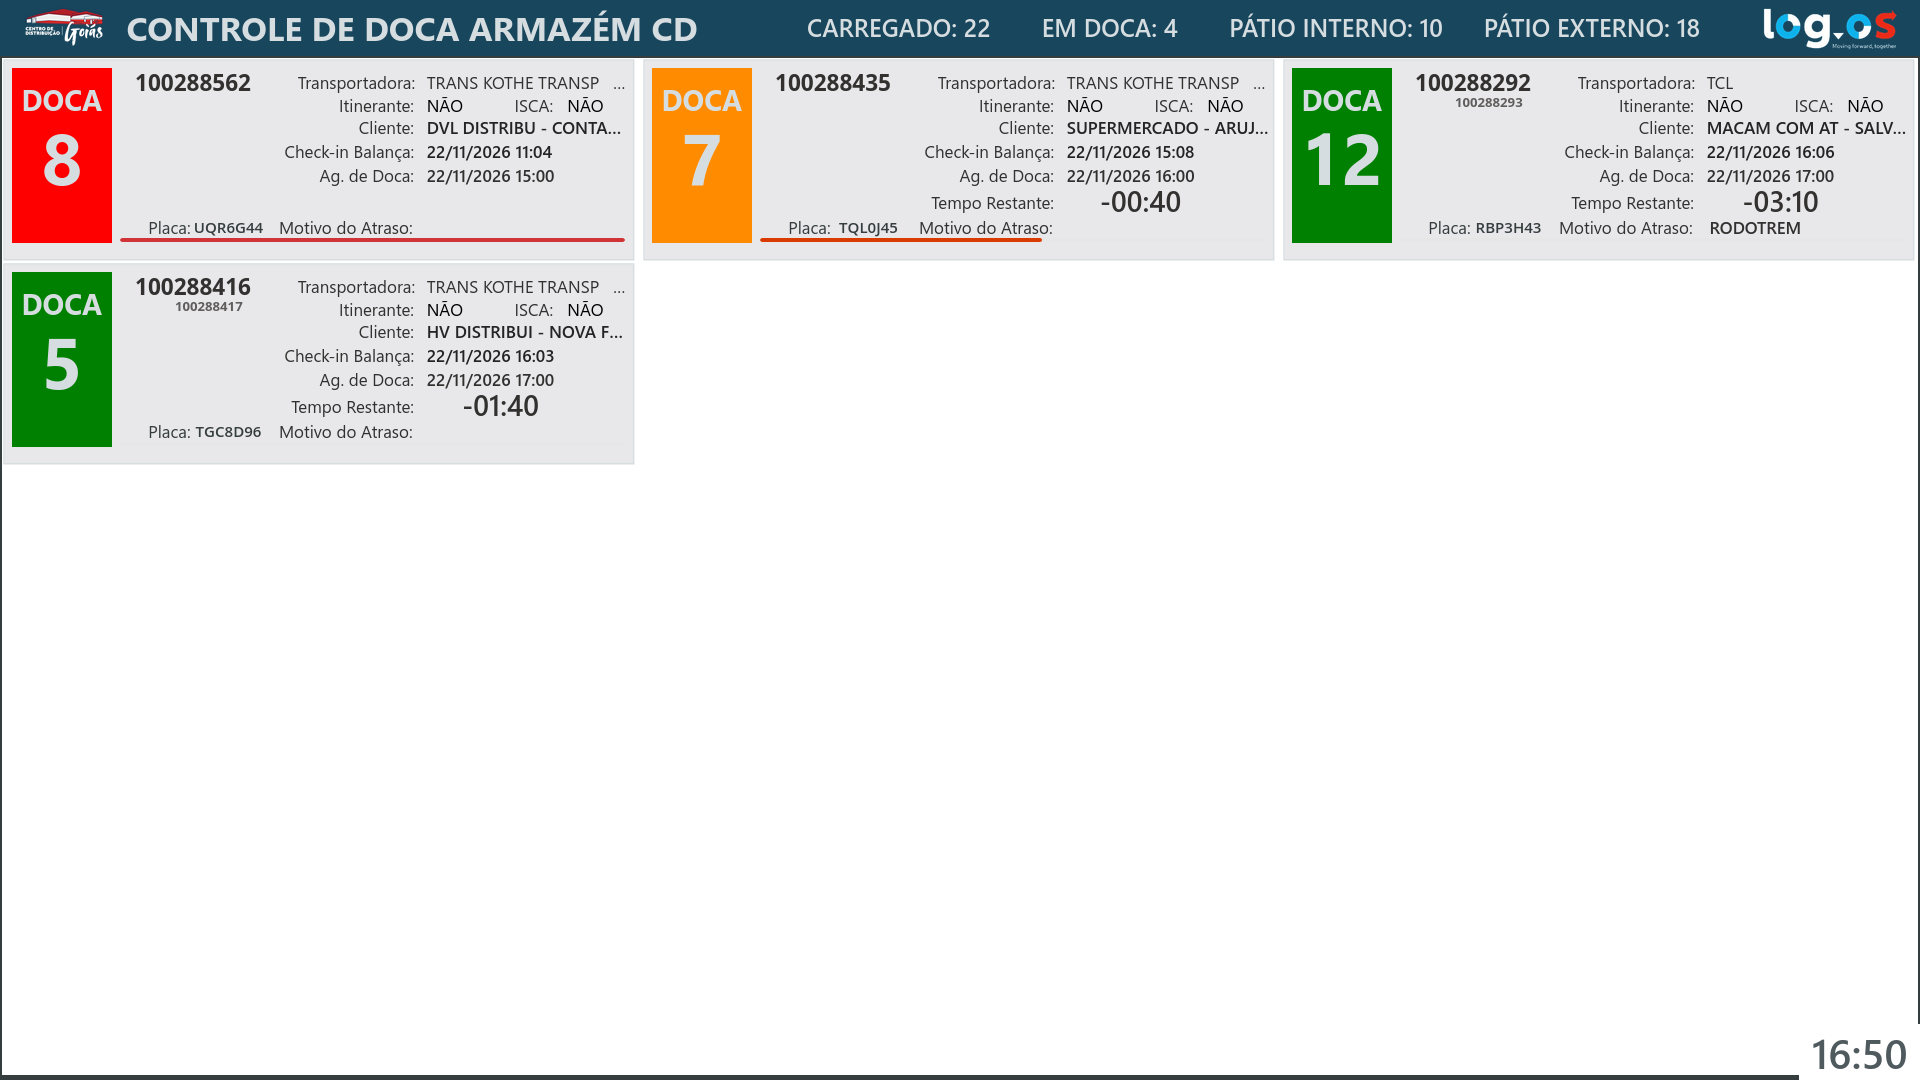 CENTRO DE DISTRIBUIÇÃO Goiás
CONTROLE DE DOCA ARMAZÉM CD
CARREGADO: 22 EM DOCA: 4 PÁTIO INTERNO: 10 PÁTIO EXTERNO: 18
log.os
Moving forward, together
DOCA
8
100288562
Transportadora: TRANS KOTHE TRANSP ...
Itinerante: NÃO ISCA: NÃO
Cliente: DVL DISTRIBU - CONTA...
Check-in Balança: 22/11/2026 11:04
Ag. de Doca: 22/11/2026 15:00
Placa: UQR6G44 Motivo do Atraso:
DOCA
7
100288435
Transportadora: TRANS KOTHE TRANSP ...
Itinerante: NÃO ISCA: NÃO
Cliente: SUPERMERCADO - ARUJ...
Check-in Balança: 22/11/2026 15:08
Ag. de Doca: 22/11/2026 16:00
Tempo Restante: -00:40
Placa: TQL0J45 Motivo do Atraso:
DOCA
12
100288292
100288293
Transportadora: TCL
Itinerante: NÃO ISCA: NÃO
Cliente: MACAM COM AT - SALV...
Check-in Balança: 22/11/2026 16:06
Ag. de Doca: 22/11/2026 17:00
Tempo Restante: -03:10
Placa: RBP3H43 Motivo do Atraso: RODOTREM
DOCA
5
100288416
100288417
Transportadora: TRANS KOTHE TRANSP ...
Itinerante: NÃO ISCA: NÃO
Cliente: HV DISTRIBUI - NOVA F...
Check-in Balança: 22/11/2026 16:03
Ag. de Doca: 22/11/2026 17:00
Tempo Restante: -01:40
Placa: TGC8D96 Motivo do Atraso:
16:50